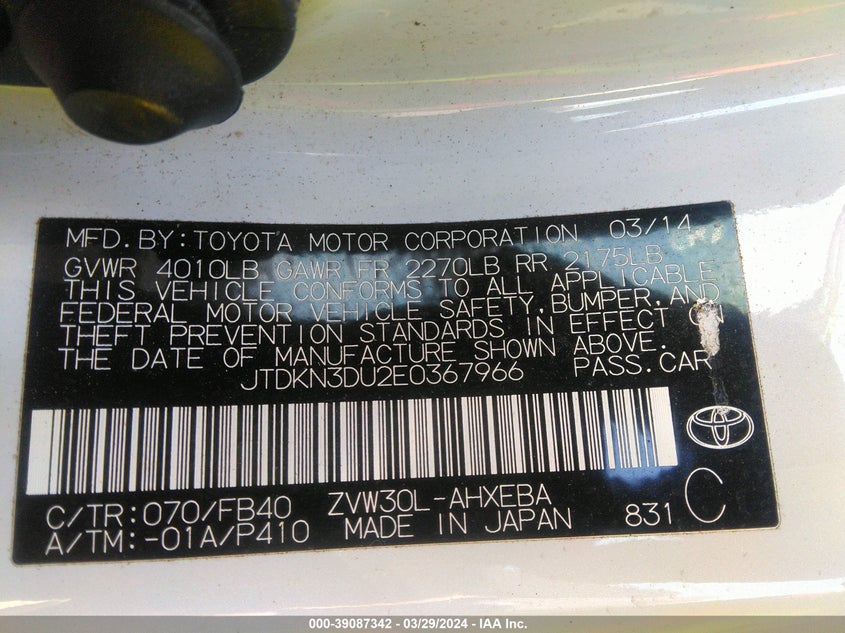 MFD. BY: TOYOTA MOTOR CORPORATION 03/14
GVWR 4010LB GAWR FR 2270LB RR 2175LB
THIS VEHICLE CONFORMS TO ALL APPLICABLE
FEDERAL MOTOR VEHICLE SAFETY, BUMPER, AND
THEFT PREVENTION STANDARDS IN EFFECT ON
THE DATE OF MANUFACTURE SHOWN ABOVE.
JTDKN3DU2E0367966 PASS. CAR
C/TR: 070/FB40 ZVW30L-AHXEBA
A/TM: -01A/P410 MADE IN JAPAN 831 C
000-39087342 - 03/29/2024 - IAA Inc.